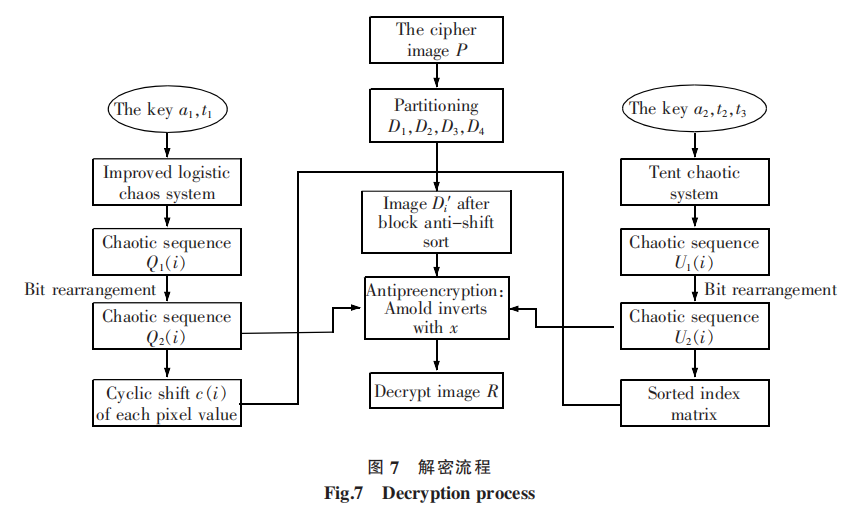 The cipher
image P
Partitioning
D₁,D₂,D₃,D₄
Image Dᵢ′ after
block anti-shift
sort
Antipreencryption:
Amold inverts
with x
Decrypt image R
The key a₁,t₁
Improved logistic
chaos system
Chaotic sequence
Q₁(i)
Bit rearrangement
Chaotic sequence
Q₂(i)
Cyclic shift c(i)
of each pixel value
The key a₂,t₂,t₃
Tent chaotic
system
Chaotic sequence
U₁(i)
Bit rearrangement
Chaotic sequence
U₂(i)
Sorted index
matrix
图 7 解密流程
Fig.7 Decryption process